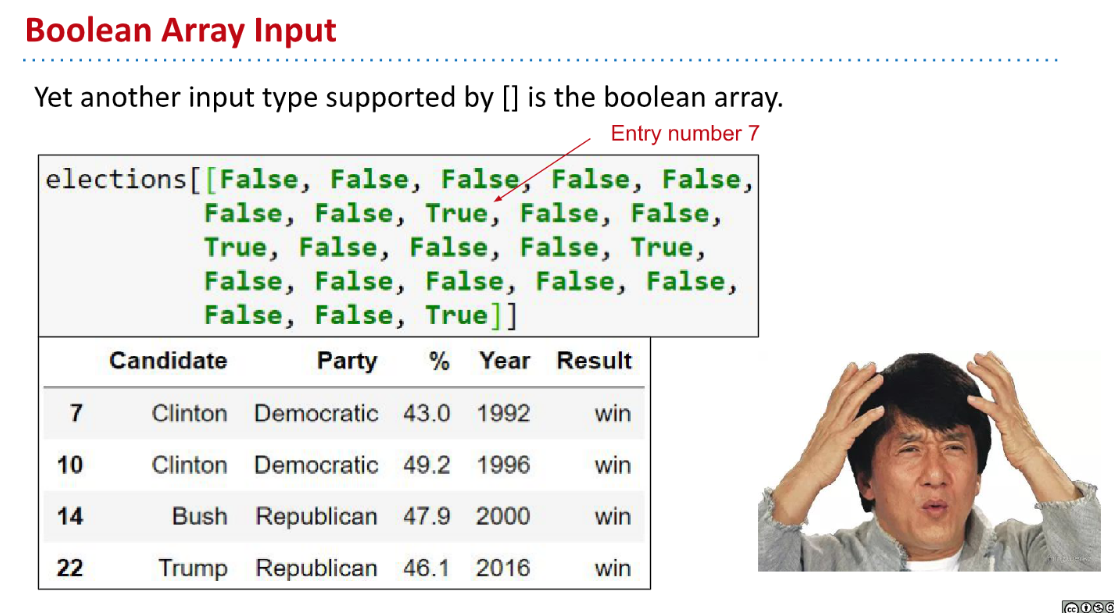 Boolean Array Input
Yet another input type supported by [] is the boolean array.
Entry number 7
elections[[False, False, False, False, False,
False, False, True, False, False,
True, False, False, False, True,
False, False, False, False, False,
False, False, True]]
Candidate Party % Year Result
7 Clinton Democratic 43.0 1992 win
10 Clinton Democratic 49.2 1996 win
14 Bush Republican 47.9 2000 win
22 Trump Republican 46.1 2016 win
cc